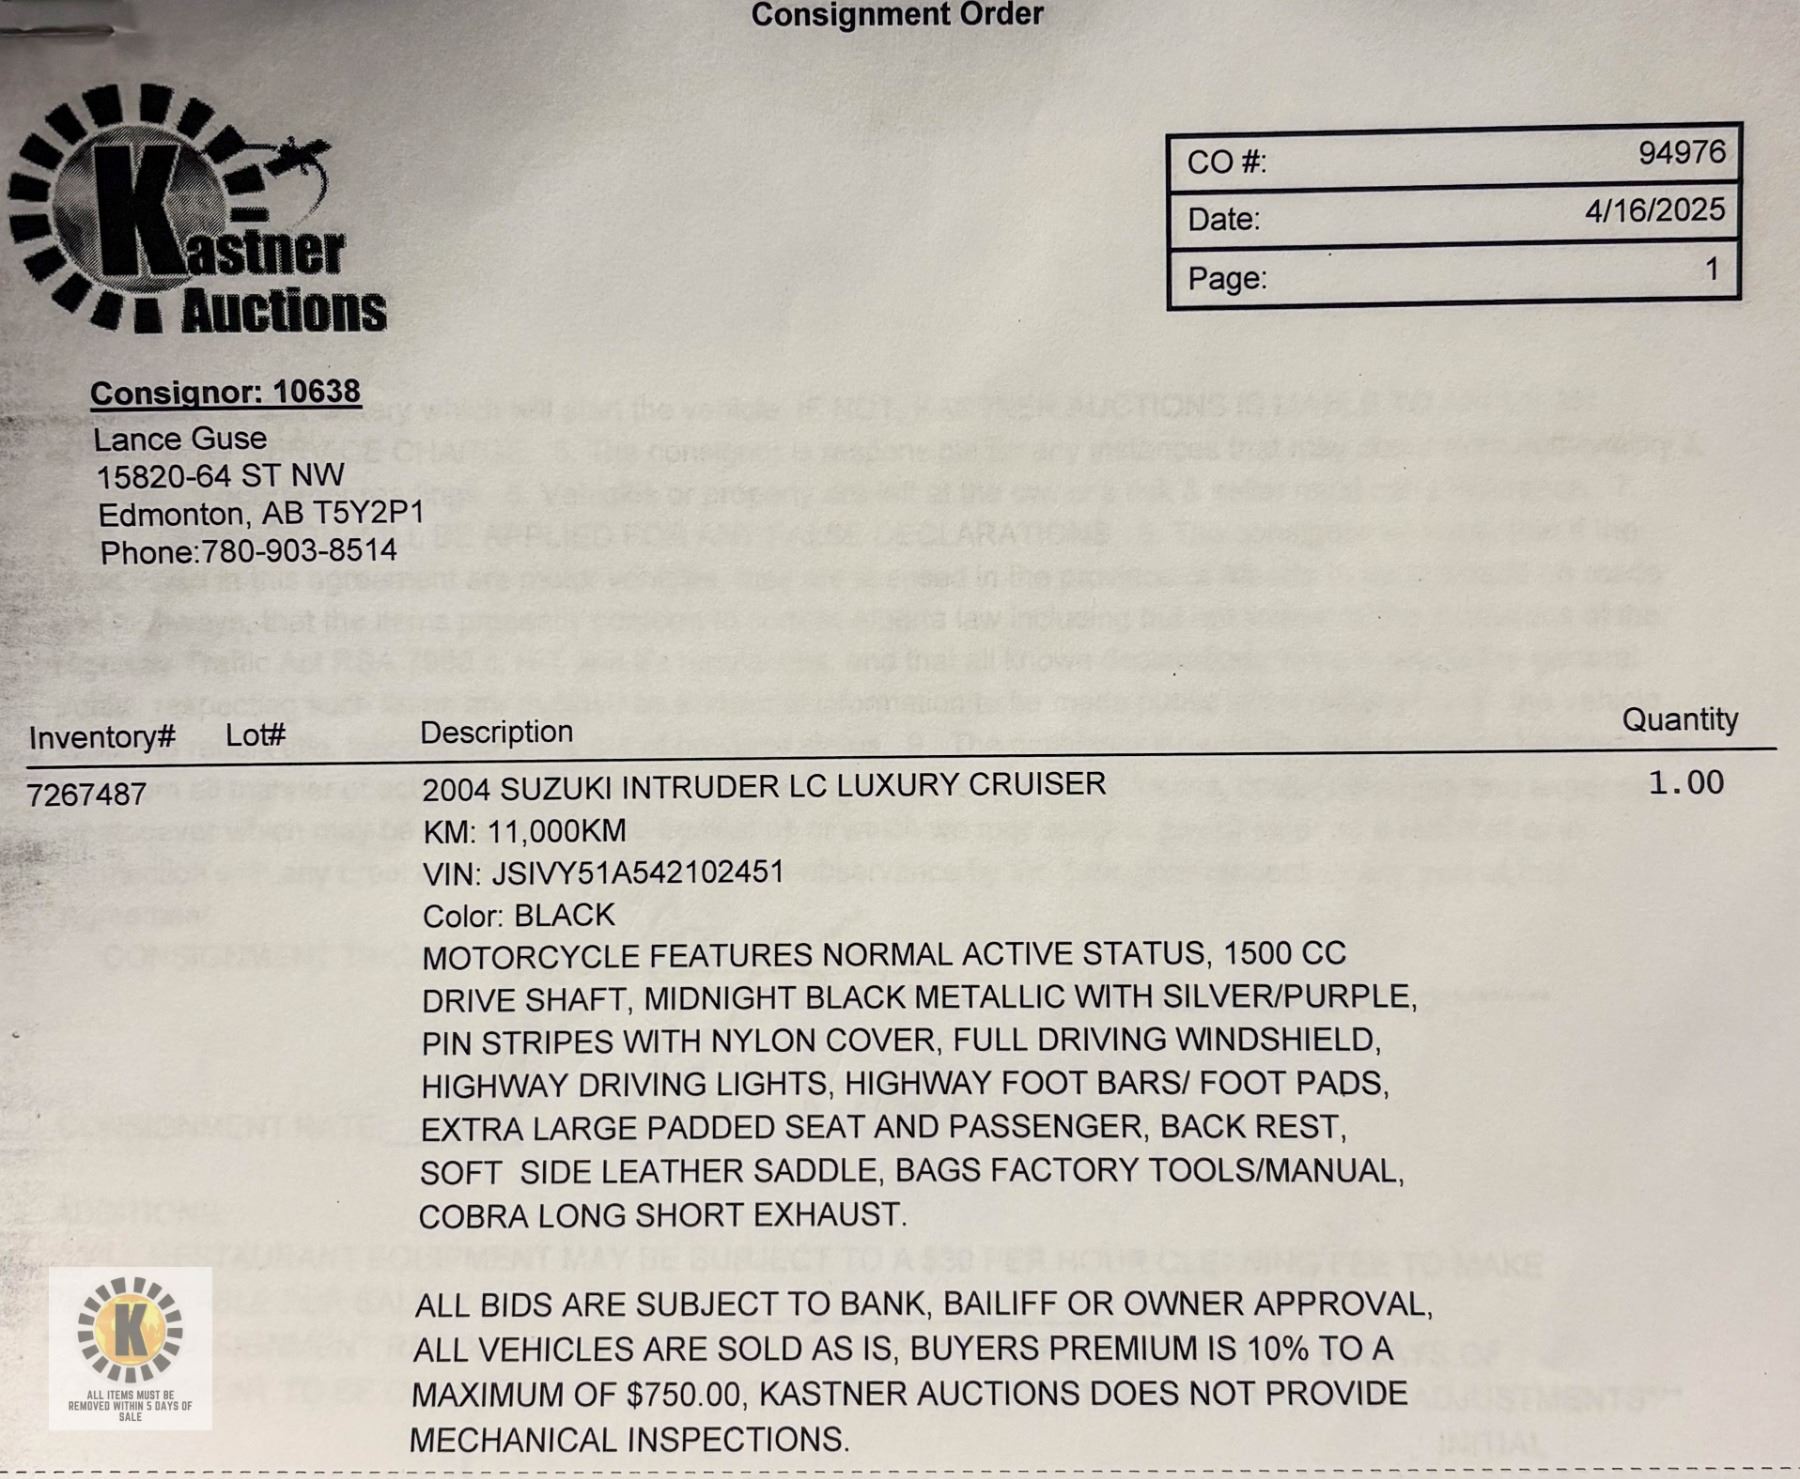 Consignment Order
Kastner
Auctions
CO #: 94976
Date: 4/16/2025
Page: 1
Consignor: 10638
Lance Guse
15820-64 ST NW
Edmonton, AB T5Y2P1
Phone:780-903-8514
Inventory# Lot# Description Quantity
7267487 2004 SUZUKI INTRUDER LC LUXURY CRUISER 1.00
KM: 11,000KM
VIN: JSIVY51A542102451
Color: BLACK
MOTORCYCLE FEATURES NORMAL ACTIVE STATUS, 1500 CC
DRIVE SHAFT, MIDNIGHT BLACK METALLIC WITH SILVER/PURPLE,
PIN STRIPES WITH NYLON COVER, FULL DRIVING WINDSHIELD,
HIGHWAY DRIVING LIGHTS, HIGHWAY FOOT BARS/ FOOT PADS,
EXTRA LARGE PADDED SEAT AND PASSENGER, BACK REST,
SOFT SIDE LEATHER SADDLE, BAGS FACTORY TOOLS/MANUAL,
COBRA LONG SHORT EXHAUST.
ALL BIDS ARE SUBJECT TO BANK, BAILIFF OR OWNER APPROVAL,
ALL VEHICLES ARE SOLD AS IS, BUYERS PREMIUM IS 10% TO A
MAXIMUM OF $750.00, KASTNER AUCTIONS DOES NOT PROVIDE
MECHANICAL INSPECTIONS.
K
ALL ITEMS MUST BE
REMOVED WITHIN 5 DAYS OF
SALE